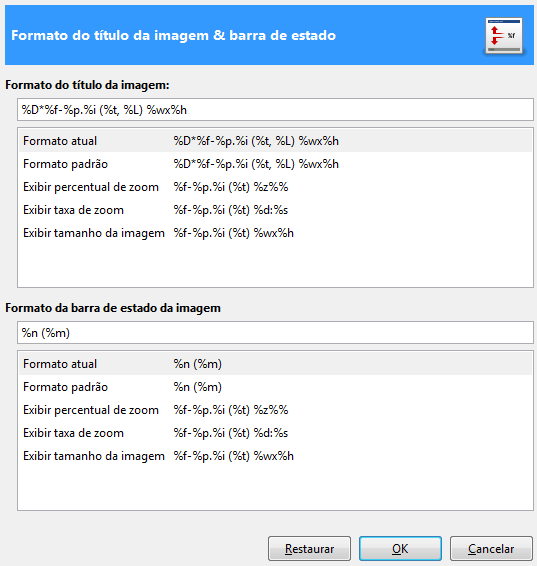 Formato do título da imagem & barra de estado
%f
Formato do título da imagem:
%D*%f-%p.%i (%t, %L) %wx%h
Formato atual %D*%f-%p.%i (%t, %L) %wx%h
Formato padrão %D*%f-%p.%i (%t, %L) %wx%h
Exibir percentual de zoom %f-%p.%i (%t) %z%%
Exibir taxa de zoom %f-%p.%i (%t) %d:%s
Exibir tamanho da imagem %f-%p.%i (%t) %wx%h
Formato da barra de estado da imagem
%n (%m)
Formato atual %n (%m)
Formato padrão %n (%m)
Exibir percentual de zoom %f-%p.%i (%t) %z%%
Exibir taxa de zoom %f-%p.%i (%t) %d:%s
Exibir tamanho da imagem %f-%p.%i (%t) %wx%h
Restaurar OK Cancelar